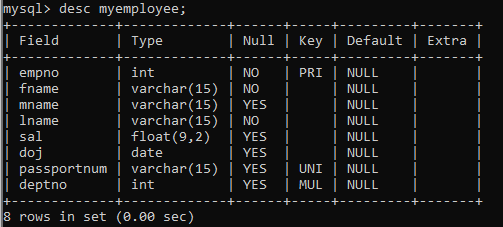 mysql> desc myemployee;
+-------------+-------------+------+-----+---------+-------+
| Field       | Type        | Null | Key | Default | Extra |
+-------------+-------------+------+-----+---------+-------+
| empno       | int         | NO   | PRI | NULL    |       |
| fname       | varchar(15) | NO   |     | NULL    |       |
| mname       | varchar(15) | YES  |     | NULL    |       |
| lname       | varchar(15) | NO   |     | NULL    |       |
| sal         | float(9,2)  | YES  |     | NULL    |       |
| doj         | date        | YES  |     | NULL    |       |
| passportnum | varchar(15) | YES  | UNI | NULL    |       |
| deptno      | int         | YES  | MUL | NULL    |       |
+-------------+-------------+------+-----+---------+-------+
8 rows in set (0.00 sec)